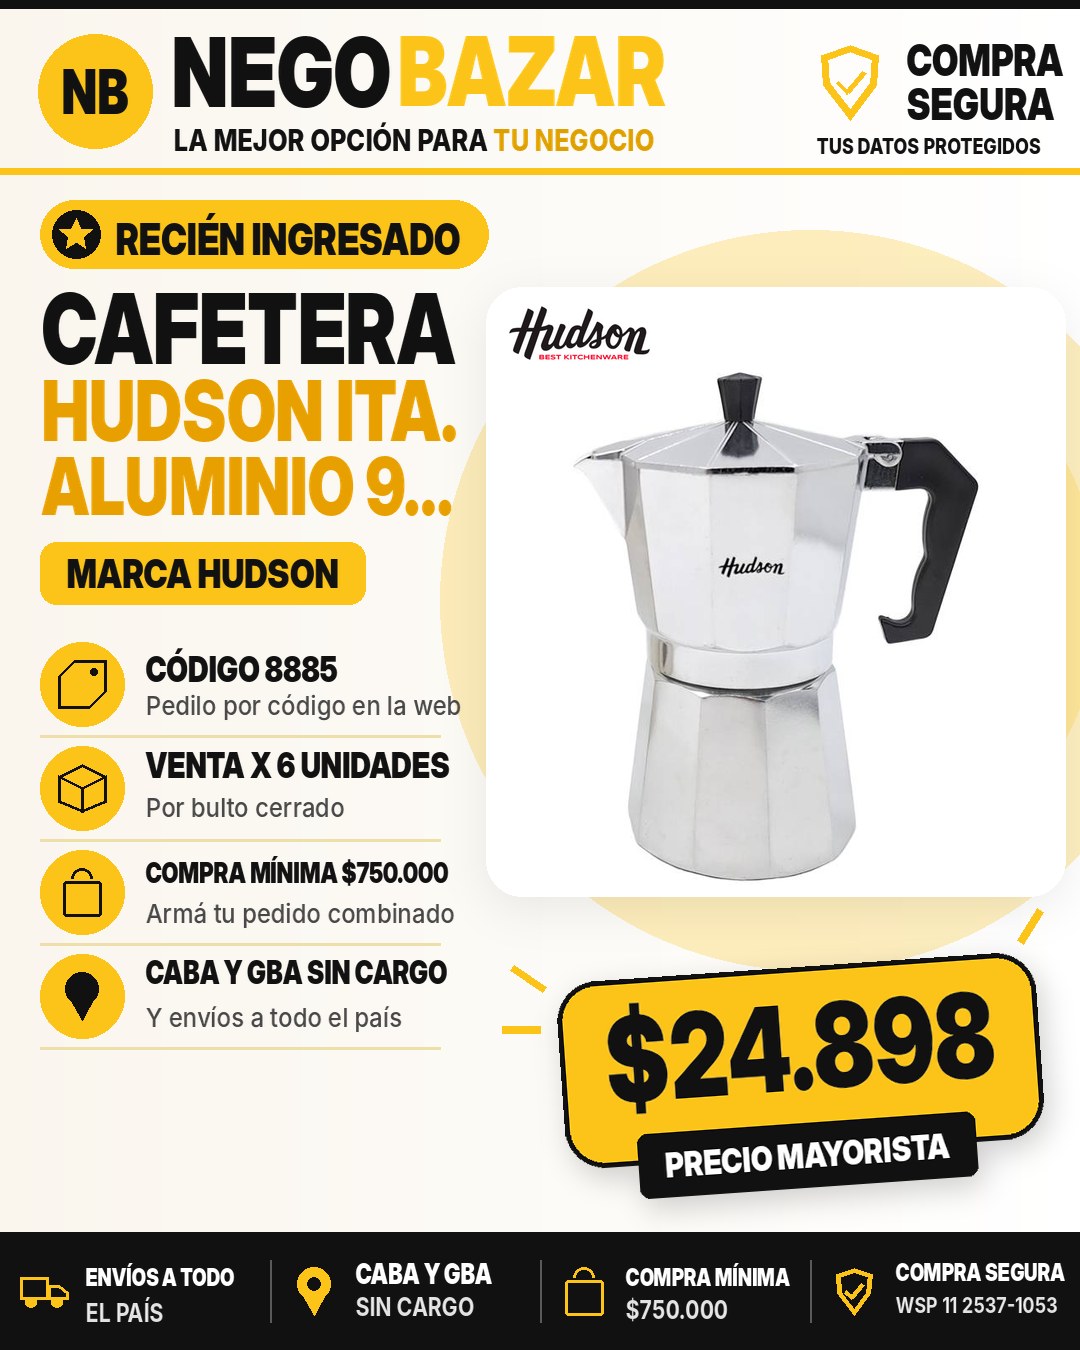 NB
NEGO BAZAR
LA MEJOR OPCIÓN PARA TU NEGOCIO
COMPRA
SEGURA
TUS DATOS PROTEGIDOS
RECIÉN INGRESADO
CAFETERA
HUDSON ITA.
ALUMINIO 9...
MARCA HUDSON
CÓDIGO 8885
Pedilo por código en la web
VENTA X 6 UNIDADES
Por bulto cerrado
COMPRA MÍNIMA $750.000
Armá tu pedido combinado
CABA Y GBA SIN CARGO
Y envíos a todo el país
Hudson
BEST KITCHENWARE
Hudson
$24.898
PRECIO MAYORISTA
ENVÍOS A TODO
EL PAÍS
CABA Y GBA
SIN CARGO
COMPRA MÍNIMA
$750.000
COMPRA SEGURA
WSP 11 2537-1053